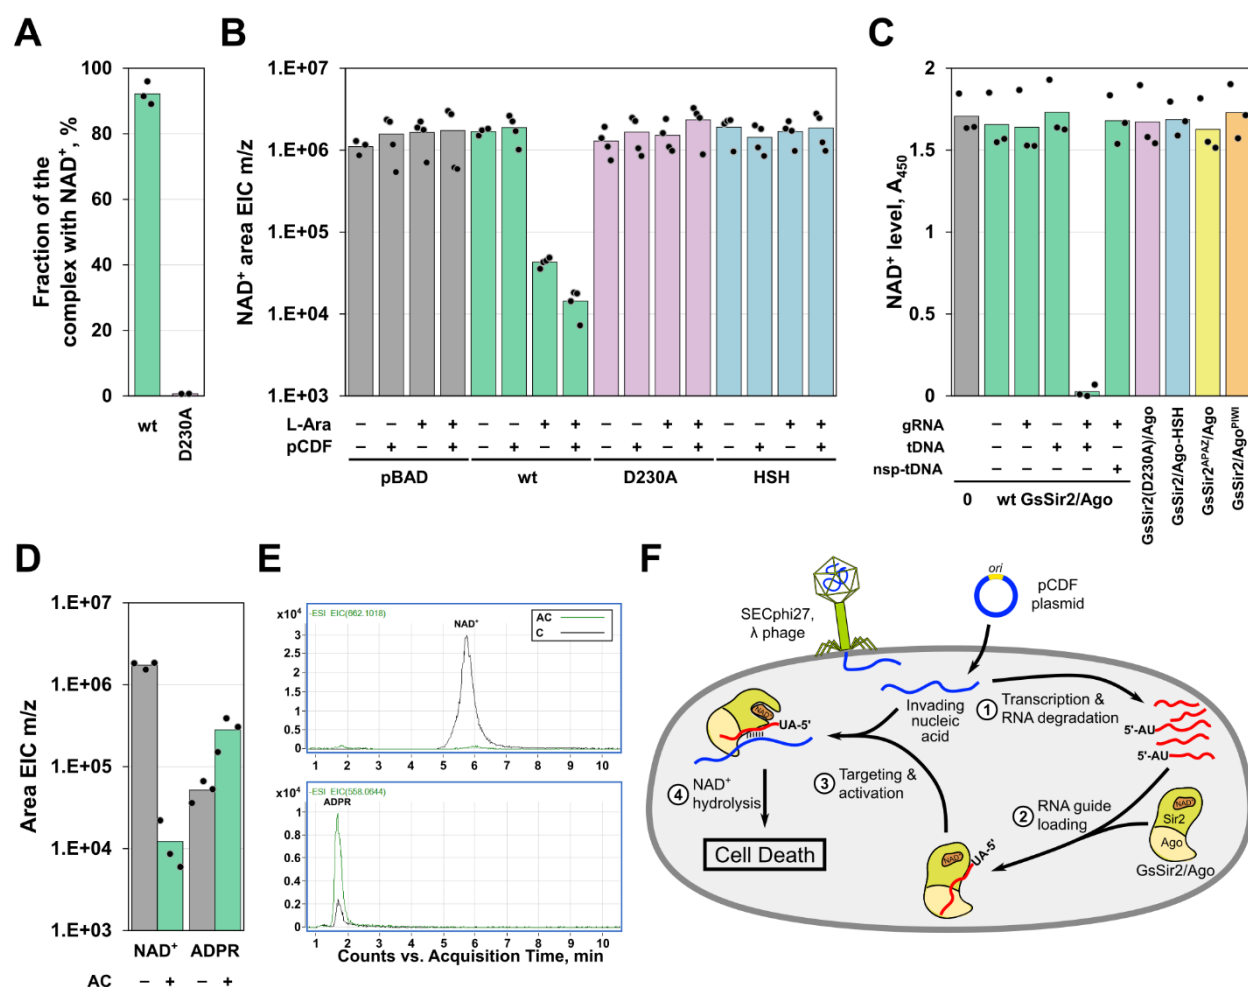 A
Fraction of the
complex with NAD⁺, %
100
80
60
40
20
0
wt
D230A
B
NAD⁺ area EIC m/z
1.E+07
1.E+06
1.E+05
1.E+04
1.E+03
L-Ara – – + + – – + + – – + + – – + +
pCDF – + – + – + – + – + – + – + – +
pBAD wt D230A HSH
C
NAD⁺ level, A₄₅₀
2
1.5
1
0.5
0
gRNA – + – + +
tDNA – – + + –
nsp-tDNA – – – – +
0 wt GsSir2/Ago
GsSir2(D230A)/Ago
GsSir2/Ago-HSH
GsSir2ᴬᴾᴬᶻ/Ago
GsSir2/Agoᴾᴵᵂᴵ
D
Area EIC m/z
1.E+07
1.E+06
1.E+05
1.E+04
1.E+03
NAD⁺ ADPR
AC – + – +
E
x10⁴
-ESI EIC(662.1018)
AC
C
NAD⁺
3
2.5
2
1.5
1
0.5
0
1 2 3 4 5 6 7 8 9 10
x10⁴
-ESI EIC(558.0644)
ADPR
1
0.8
0.6
0.4
0.2
0
1 2 3 4 5 6 7 8 9 10
Counts vs. Acquisition Time, min
F
SECphi27,
λ phage
ori
pCDF
plasmid
Invading
nucleic
acid
1 Transcription &
RNA degradation
5'-AU
5'-AU
2 RNA guide
loading
NAD⁺
Sir2
Ago
GsSir2/Ago
NAD⁺
UA-5'
3 Targeting &
activation
NAD⁺
UA-5'
4 NAD⁺
hydrolysis
Cell Death